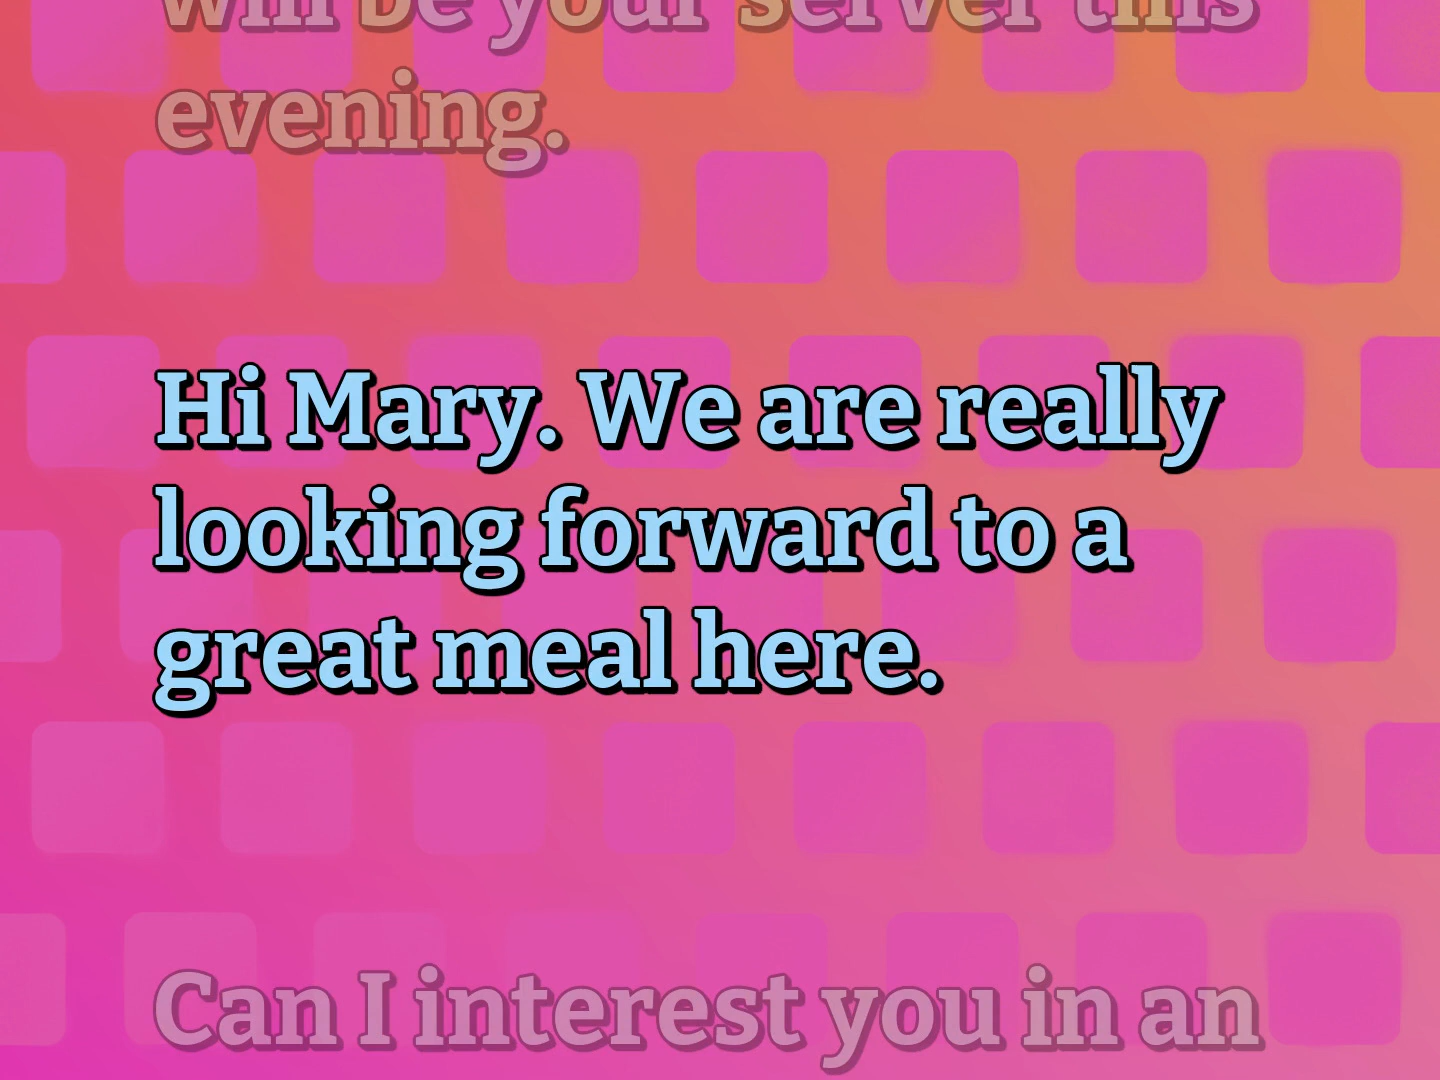 will be your server this
evening.
Hi Mary. We are really
looking forward to a
great meal here.
Can I interest you in an